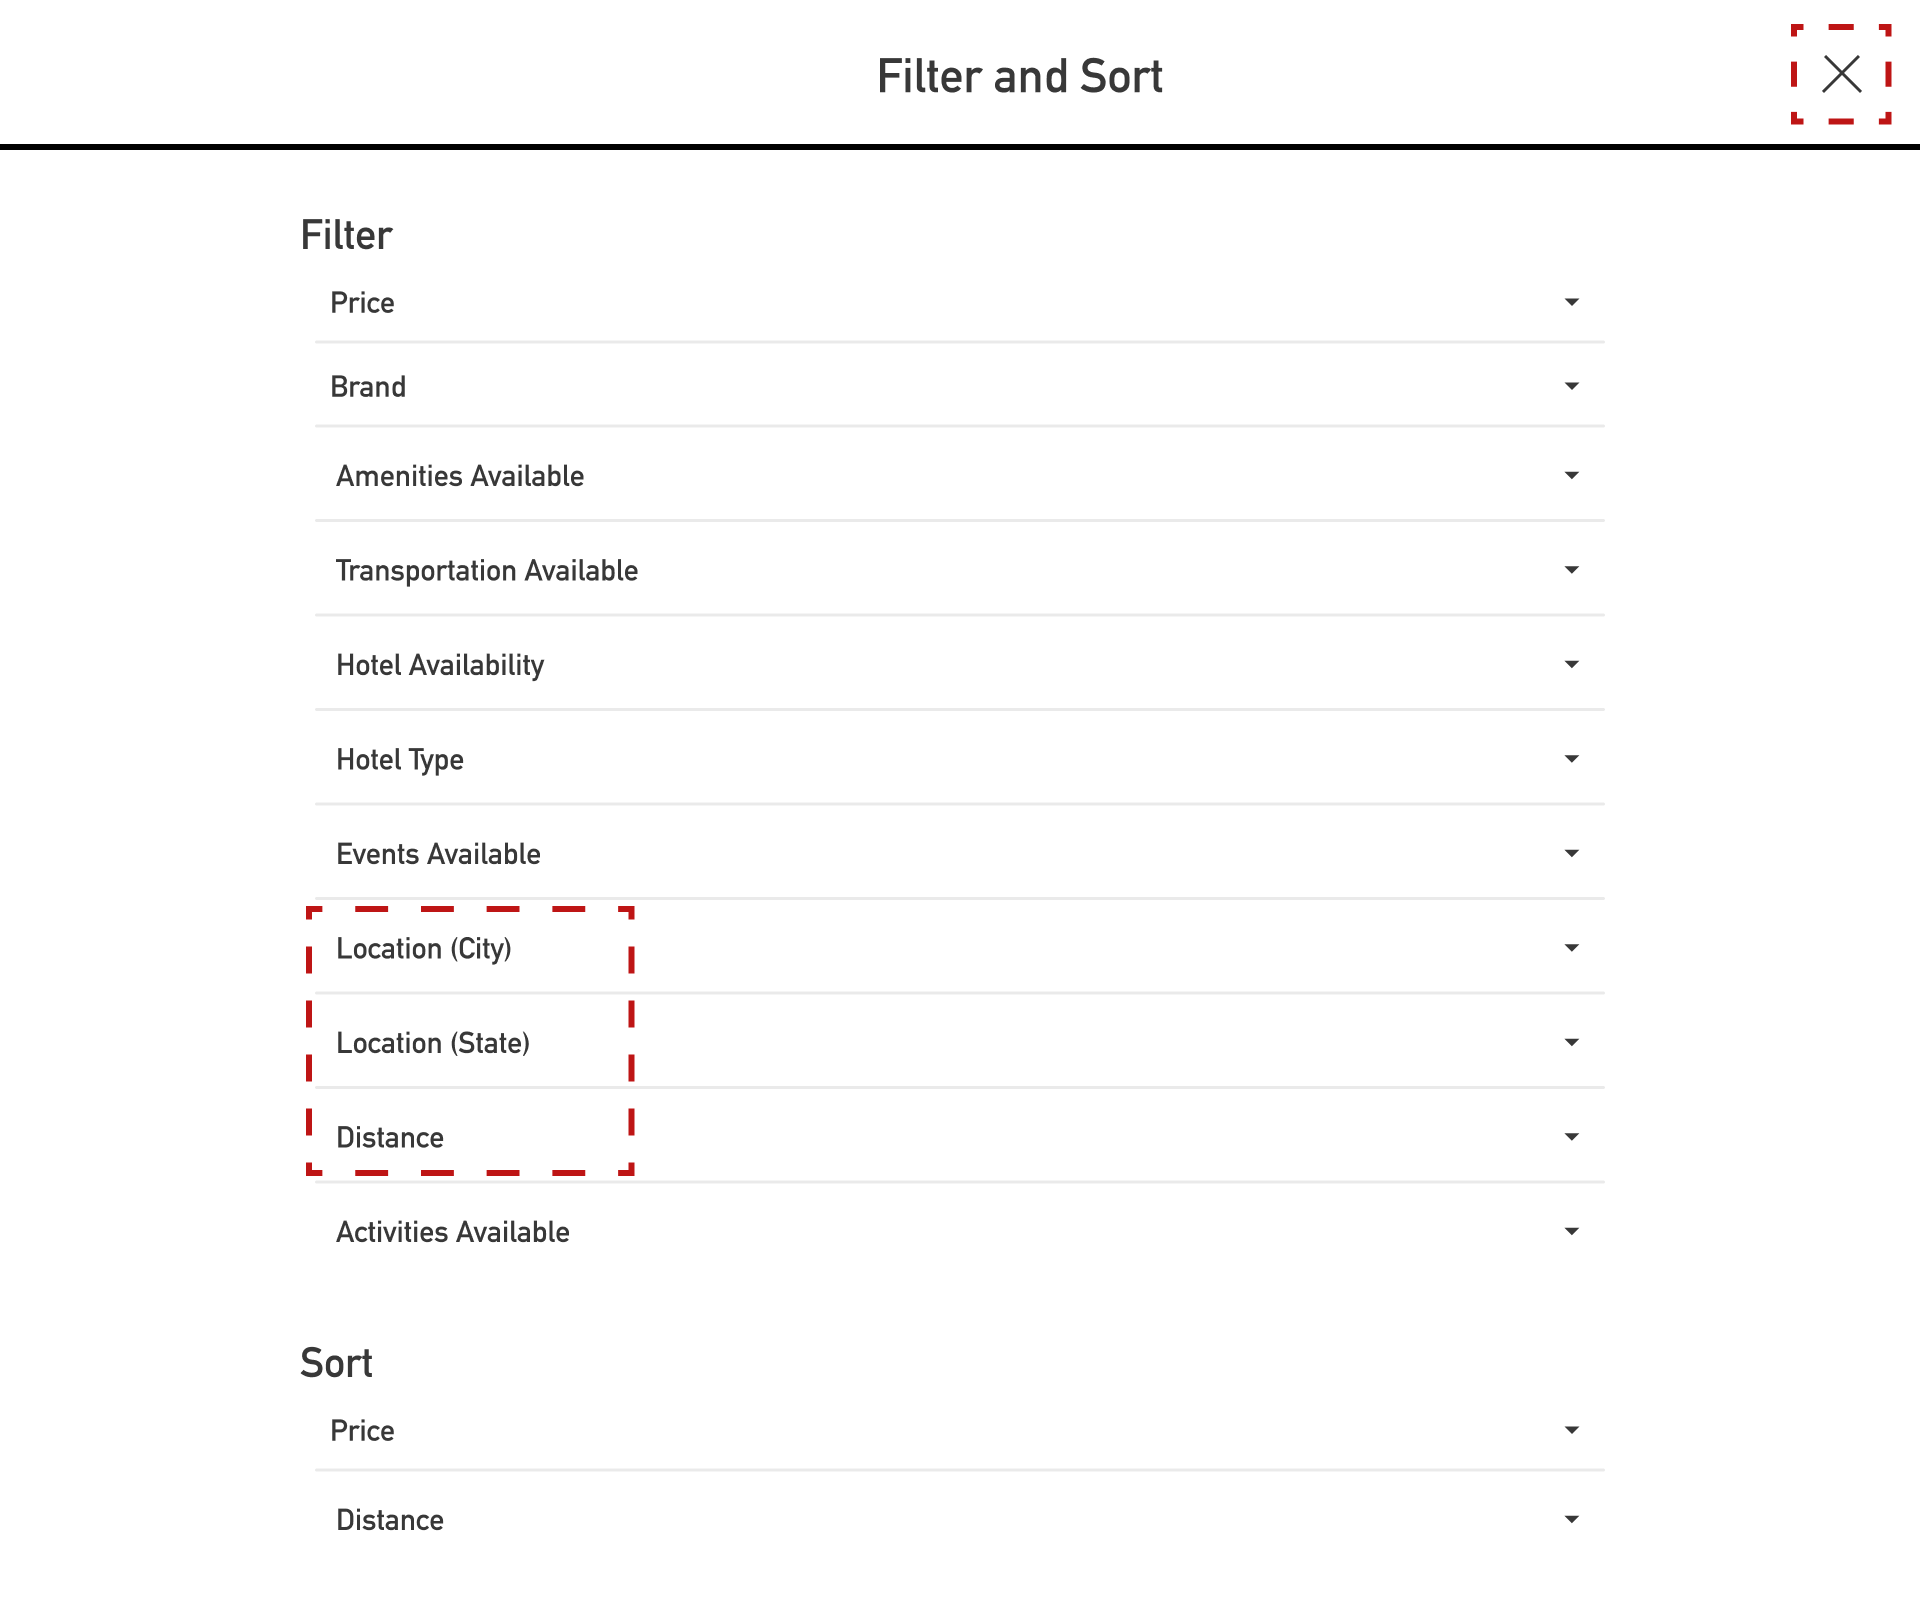 Filter and Sort
Filter
Price
Brand
Amenities Available
Transportation Available
Hotel Availability
Hotel Type
Events Available
Location (City)
Location (State)
Distance
Activities Available
Sort
Price
Distance